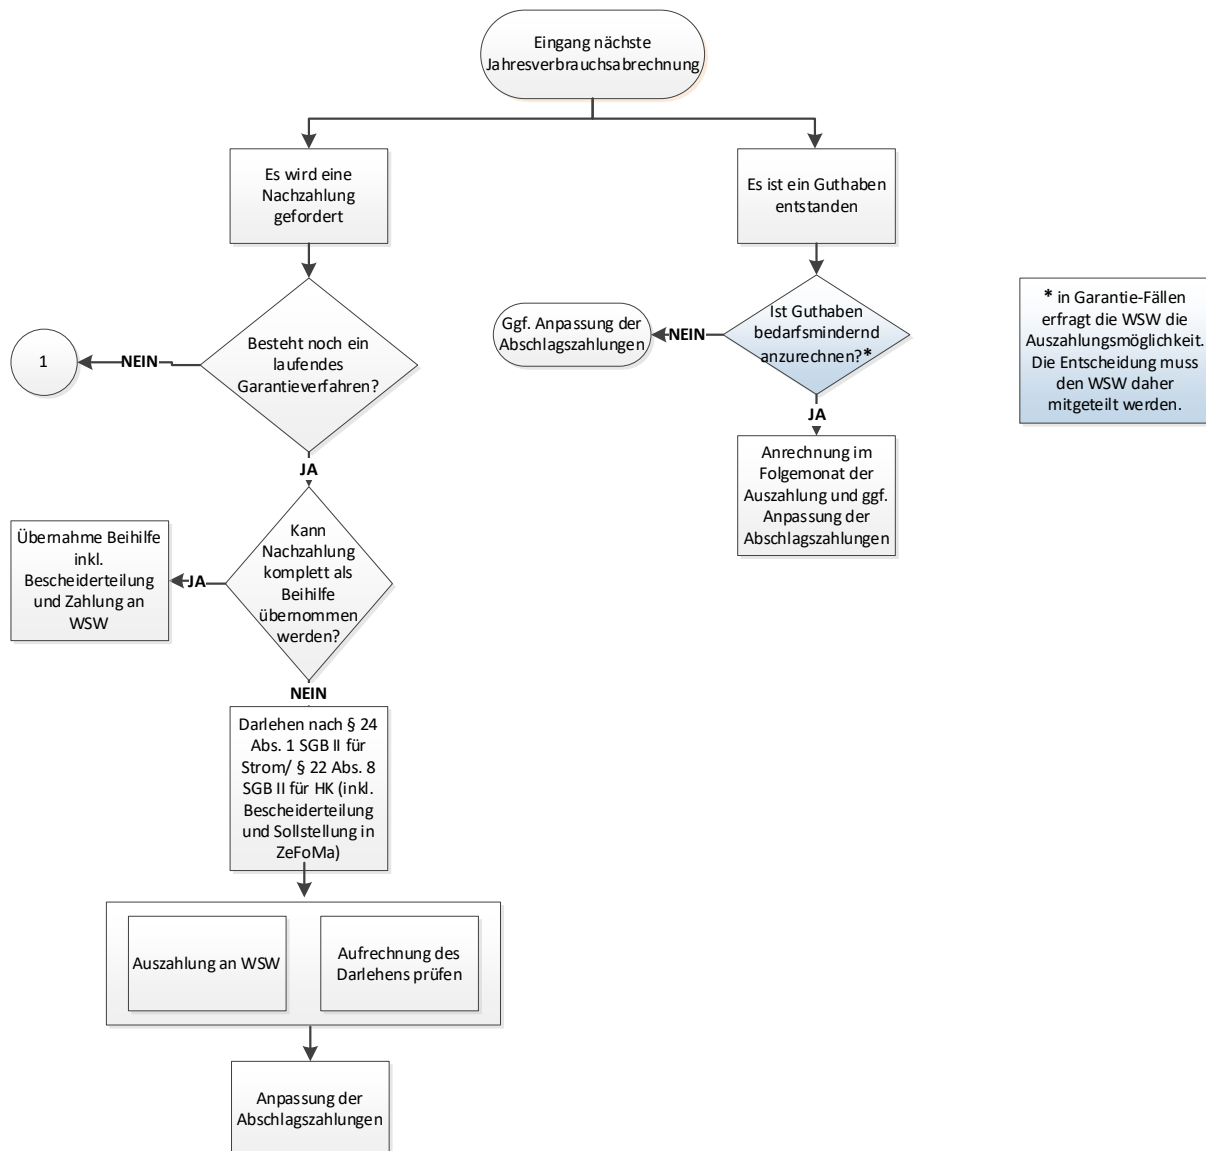 Eingang nächste
Jahresverbrauchsabrechnung
Es wird eine
Nachzahlung
gefordert
Es ist ein Guthaben
entstanden
Besteht noch ein
laufendes
Garantieverfahren?
NEIN
1
JA
Ist Guthaben
bedarfsmindernd
anzurechnen?*
NEIN
Ggf. Anpassung der
Abschlagszahlungen
JA
Anrechnung im
Folgemonat der
Auszahlung und ggf.
Anpassung der
Abschlagszahlungen
* in Garantie-Fällen
erfragt die WSW die
Auszahlungsmöglichkeit.
Die Entscheidung muss
den WSW daher
mitgeteilt werden.
Kann
Nachzahlung
komplett als
Beihilfe
übernommen
werden?
JA
Übernahme Beihilfe
inkl.
Bescheiderteilung
und Zahlung an
WSW
NEIN
Darlehen nach § 24
Abs. 1 SGB II für
Strom/ § 22 Abs. 8
SGB II für HK (inkl.
Bescheiderteilung
und Sollstellung in
ZeFoMa)
Auszahlung an WSW
Aufrechnung des
Darlehens prüfen
Anpassung der
Abschlagszahlungen